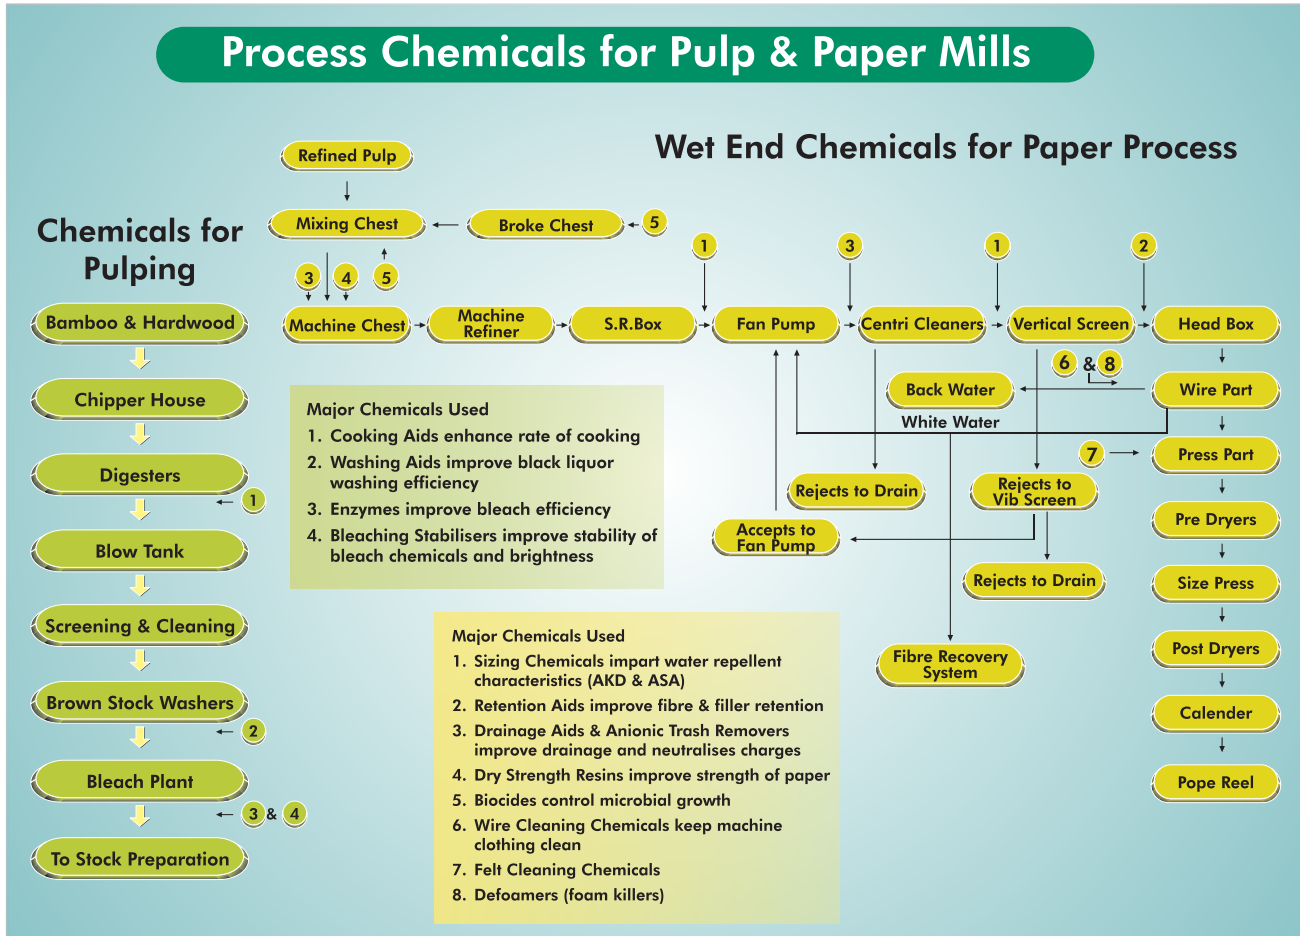 Process Chemicals for Pulp & Paper Mills
Wet End Chemicals for Paper Process
Chemicals for
Pulping
Bamboo & Hardwood
Chipper House
Digesters
1
Blow Tank
Screening & Cleaning
Brown Stock Washers
2
Bleach Plant
3 & 4
To Stock Preparation
Refined Pulp
Mixing Chest
Broke Chest
5
3
4
5
Machine Chest
Machine
Refiner
S.R.Box
1
Fan Pump
3
Centri Cleaners
1
Vertical Screen
2
Head Box
6 & 8
Back Water
Wire Part
White Water
7
Press Part
Rejects to Drain
Rejects to
Vib Screen
Accepts to
Fan Pump
Rejects to Drain
Fibre Recovery
System
Pre Dryers
Size Press
Post Dryers
Calender
Pope Reel
Major Chemicals Used
1. Cooking Aids enhance rate of cooking
2. Washing Aids improve black liquor
washing efficiency
3. Enzymes improve bleach efficiency
4. Bleaching Stabilisers improve stability of
bleach chemicals and brightness
Major Chemicals Used
1. Sizing Chemicals impart water repellent
characteristics (AKD & ASA)
2. Retention Aids improve fibre & filler retention
3. Drainage Aids & Anionic Trash Removers
improve drainage and neutralises charges
4. Dry Strength Resins improve strength of paper
5. Biocides control microbial growth
6. Wire Cleaning Chemicals keep machine
clothing clean
7. Felt Cleaning Chemicals
8. Defoamers (foam killers)